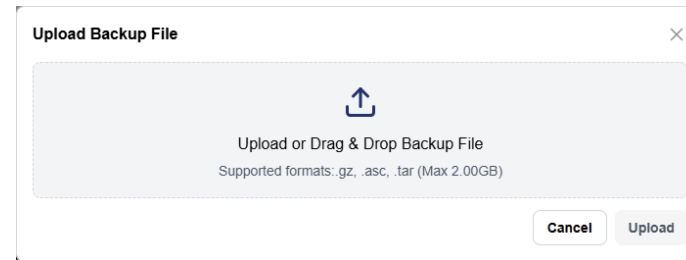 Upload Backup File
Upload or Drag & Drop Backup File
Supported formats:.gz, .asc, .tar (Max 2.00GB)
Cancel Upload